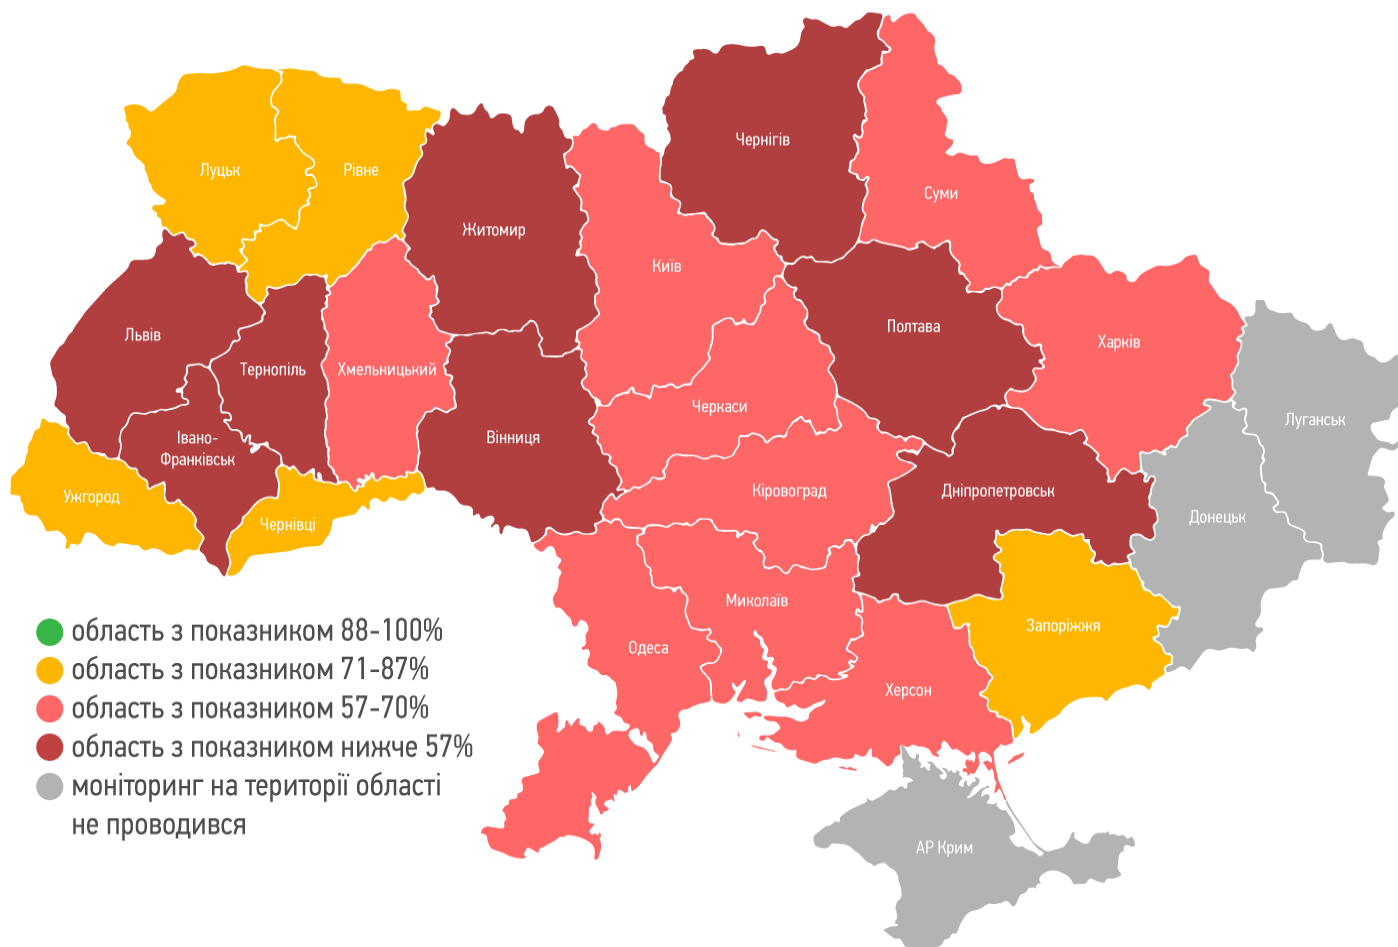 Чернігів
Луцьк
Рівне
Суми
Житомир
Київ
Полтава
Львів
Харків
Тернопіль
Хмельницький
Черкаси
Луганськ
Івано-
Франківськ
Вінниця
Ужгород
Кіровоград
Дніпропетровськ
Донецьк
Чернівці
Миколаїв
Запоріжжя
Одеса
Херсон
АР Крим
область з показником 88-100%
область з показником 71-87%
область з показником 57-70%
область з показником нижче 57%
моніторинг на території області
не проводився